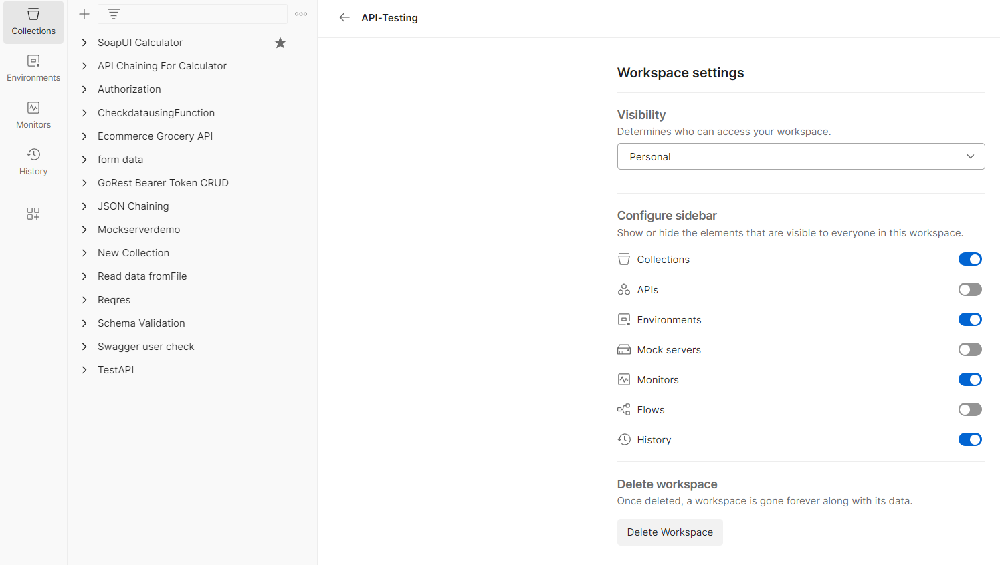 Collections
Environments
Monitors
History
SoapUI Calculator
API Chaining For Calculator
Authorization
CheckdatausingFunction
Ecommerce Grocery API
form data
GoRest Bearer Token CRUD
JSON Chaining
Mockserverdemo
New Collection
Read data fromFile
Reqres
Schema Validation
Swagger user check
TestAPI
API-Testing
Workspace settings
Visibility
Determines who can access your workspace.
Personal
Configure sidebar
Show or hide the elements that are visible to everyone in this workspace.
Collections
APIs
Environments
Mock servers
Monitors
Flows
History
Delete workspace
Once deleted, a workspace is gone forever along with its data.
Delete Workspace